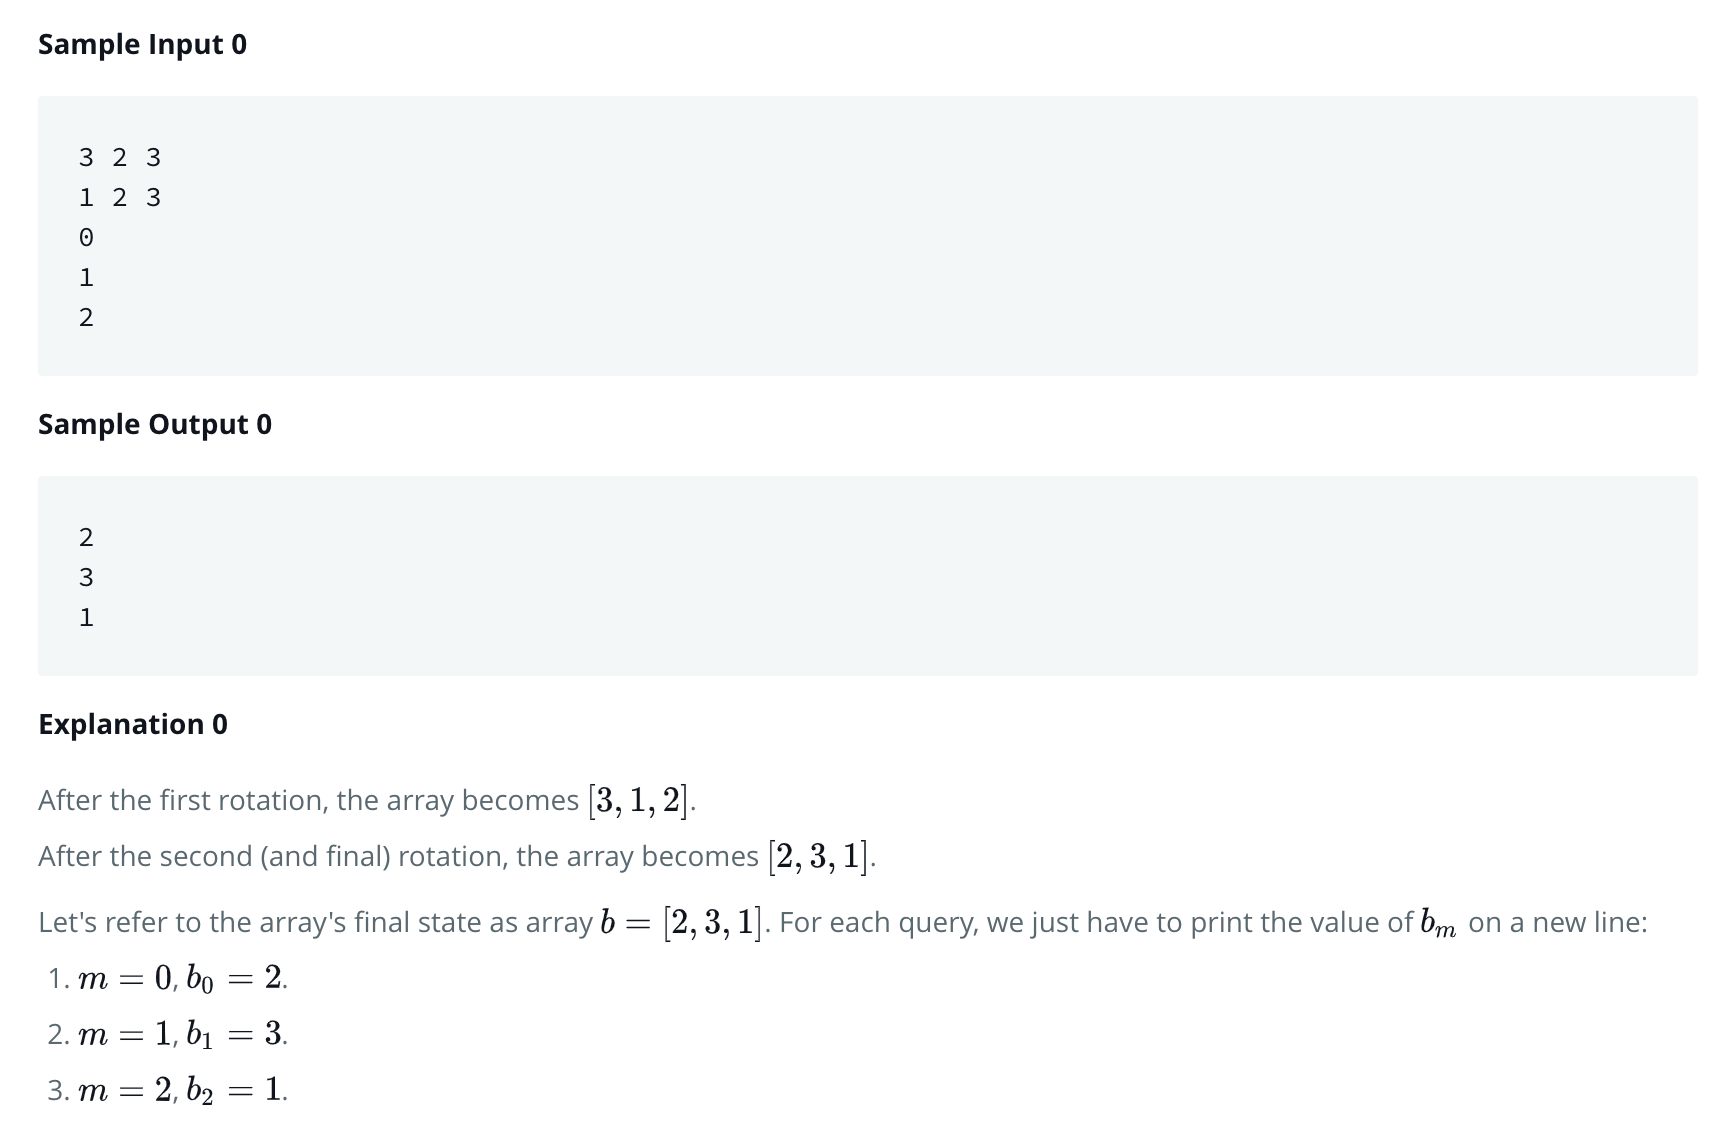 Sample Input 0
3 2 3
1 2 3
0
1
2
Sample Output 0
2
3
1
Explanation 0
After the first rotation, the array becomes [3, 1, 2].
After the second (and final) rotation, the array becomes [2, 3, 1].
Let's refer to the array's final state as array b = [2, 3, 1]. For each query, we just have to print the value of bₘ on a new line:
1. m = 0, b₀ = 2.
2. m = 1, b₁ = 3.
3. m = 2, b₂ = 1.